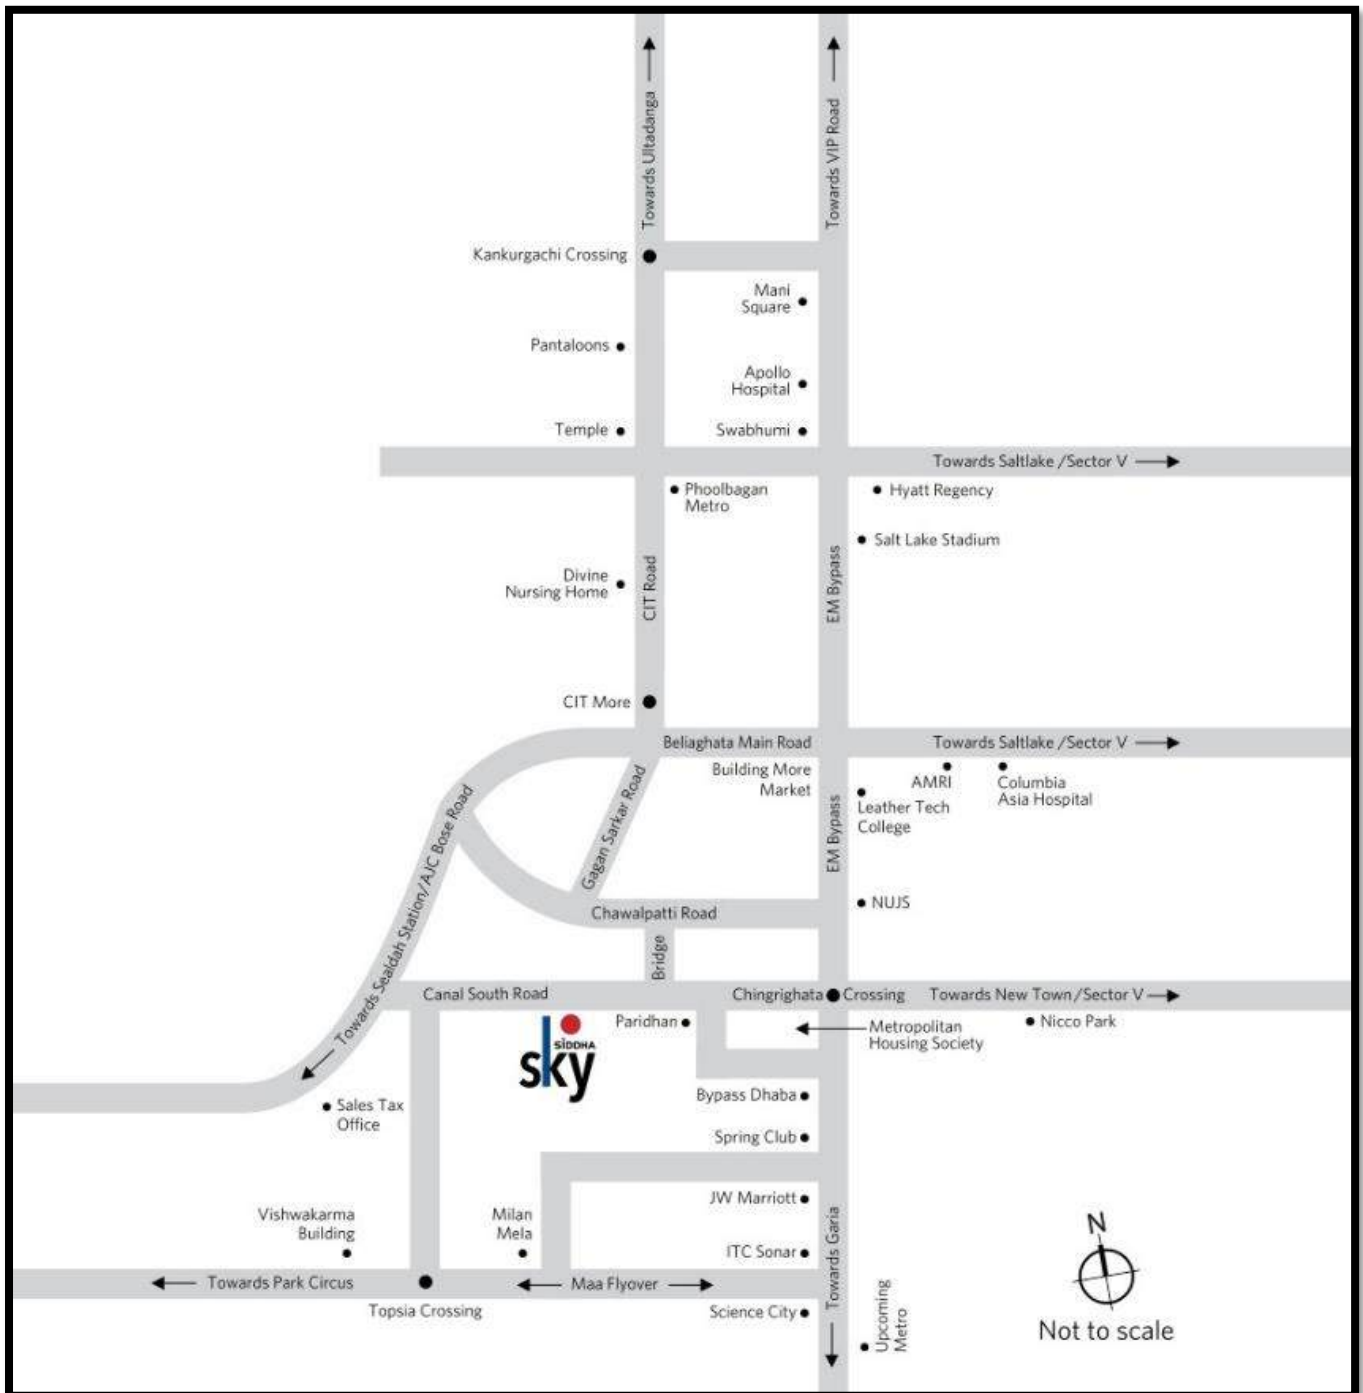 Towards Ultadanga
Towards VIP Road
Kankurgachi Crossing
Mani
Square
Pantaloons
Apollo
Hospital
Temple
Swabhumi
Towards Saltlake /Sector V
Phoolbagan
Metro
Hyatt Regency
Salt Lake Stadium
Divine
Nursing Home
CIT Road
EM Bypass
CIT More
Beliaghata Main Road
Towards Saltlake /Sector V
Building More
Market
AMRI
Columbia
Asia Hospital
Leather Tech
College
Gagan Sarkar Road
EM Bypass
Towards Sealdah Station/AJC Bose Road
NUJS
Chawalpatti Road
Bridge
Canal South Road
Chingrighata Crossing
Towards New Town/Sector V
Paridhan
Nicco Park
Metropolitan
Housing Society
SIDDHA
sky
Bypass Dhaba
Sales Tax
Office
Spring Club
JW Marriott
Vishwakarma
Building
Milan
Mela
ITC Sonar
Towards Garia
N
Towards Park Circus
Maa Flyover
Topsia Crossing
Science City
Upcoming
Metro
Not to scale